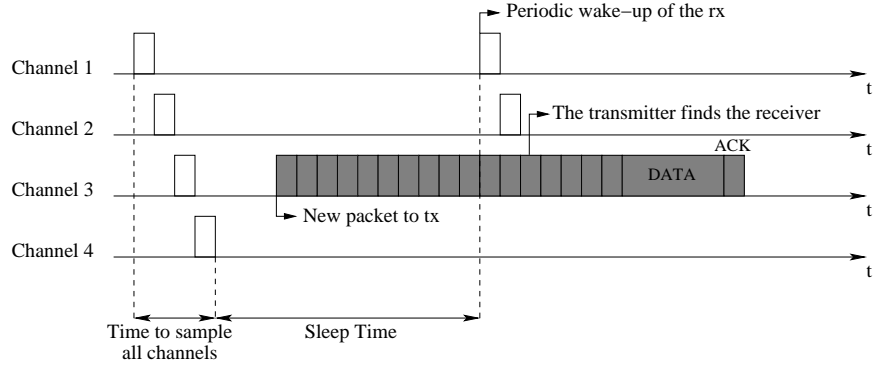 Periodic wake-up of the rx
Channel 1
t
Channel 2
The transmitter finds the receiver
t
ACK
Channel 3
DATA
t
New packet to tx
Channel 4
t
Time to sample
all channels
Sleep Time